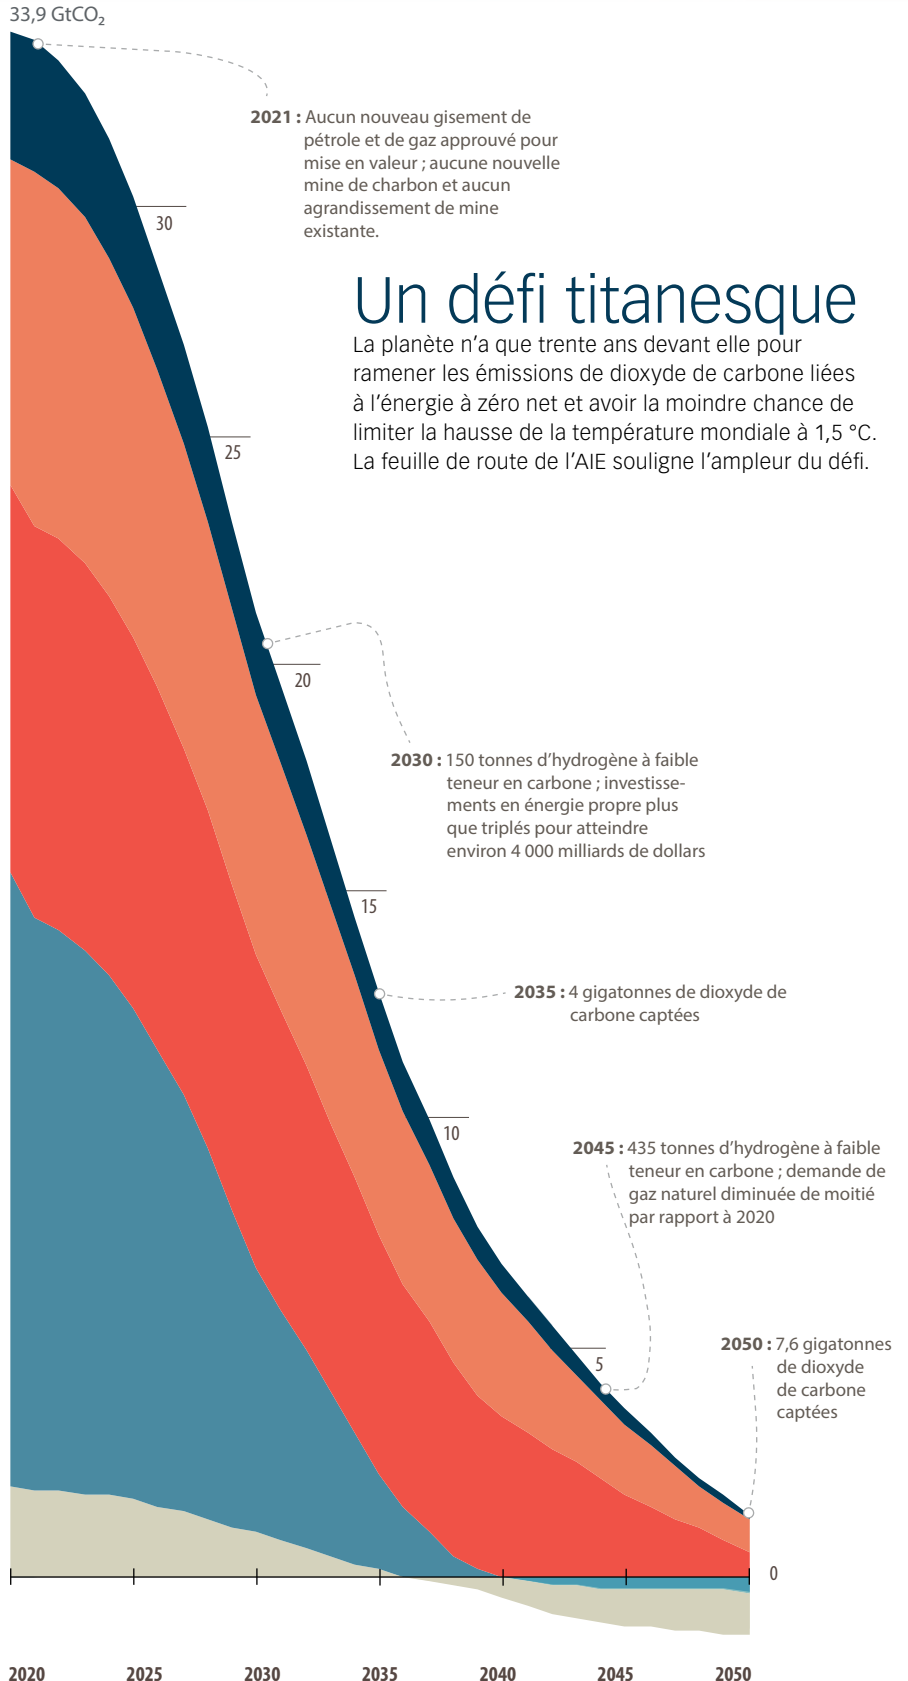 33,9 GtCO₂
2021 : Aucun nouveau gisement de
pétrole et de gaz approuvé pour
mise en valeur ; aucune nouvelle
mine de charbon et aucun
agrandissement de mine
existante.
30
Un défi titanesque
La planète n’a que trente ans devant elle pour
ramener les émissions de dioxyde de carbone liées
à l’énergie à zéro net et avoir la moindre chance de
limiter la hausse de la température mondiale à 1,5 °C.
La feuille de route de l’AIE souligne l’ampleur du défi.
25
20
2030 : 150 tonnes d’hydrogène à faible
teneur en carbone ; investisse-
ments en énergie propre plus
que triplés pour atteindre
environ 4 000 milliards de dollars
15
2035 : 4 gigatonnes de dioxyde de
carbone captées
10
2045 : 435 tonnes d’hydrogène à faible
teneur en carbone ; demande de
gaz naturel diminuée de moitié
par rapport à 2020
5
2050 : 7,6 gigatonnes
de dioxyde
de carbone
captées
0
2020 2025 2030 2035 2040 2045 2050